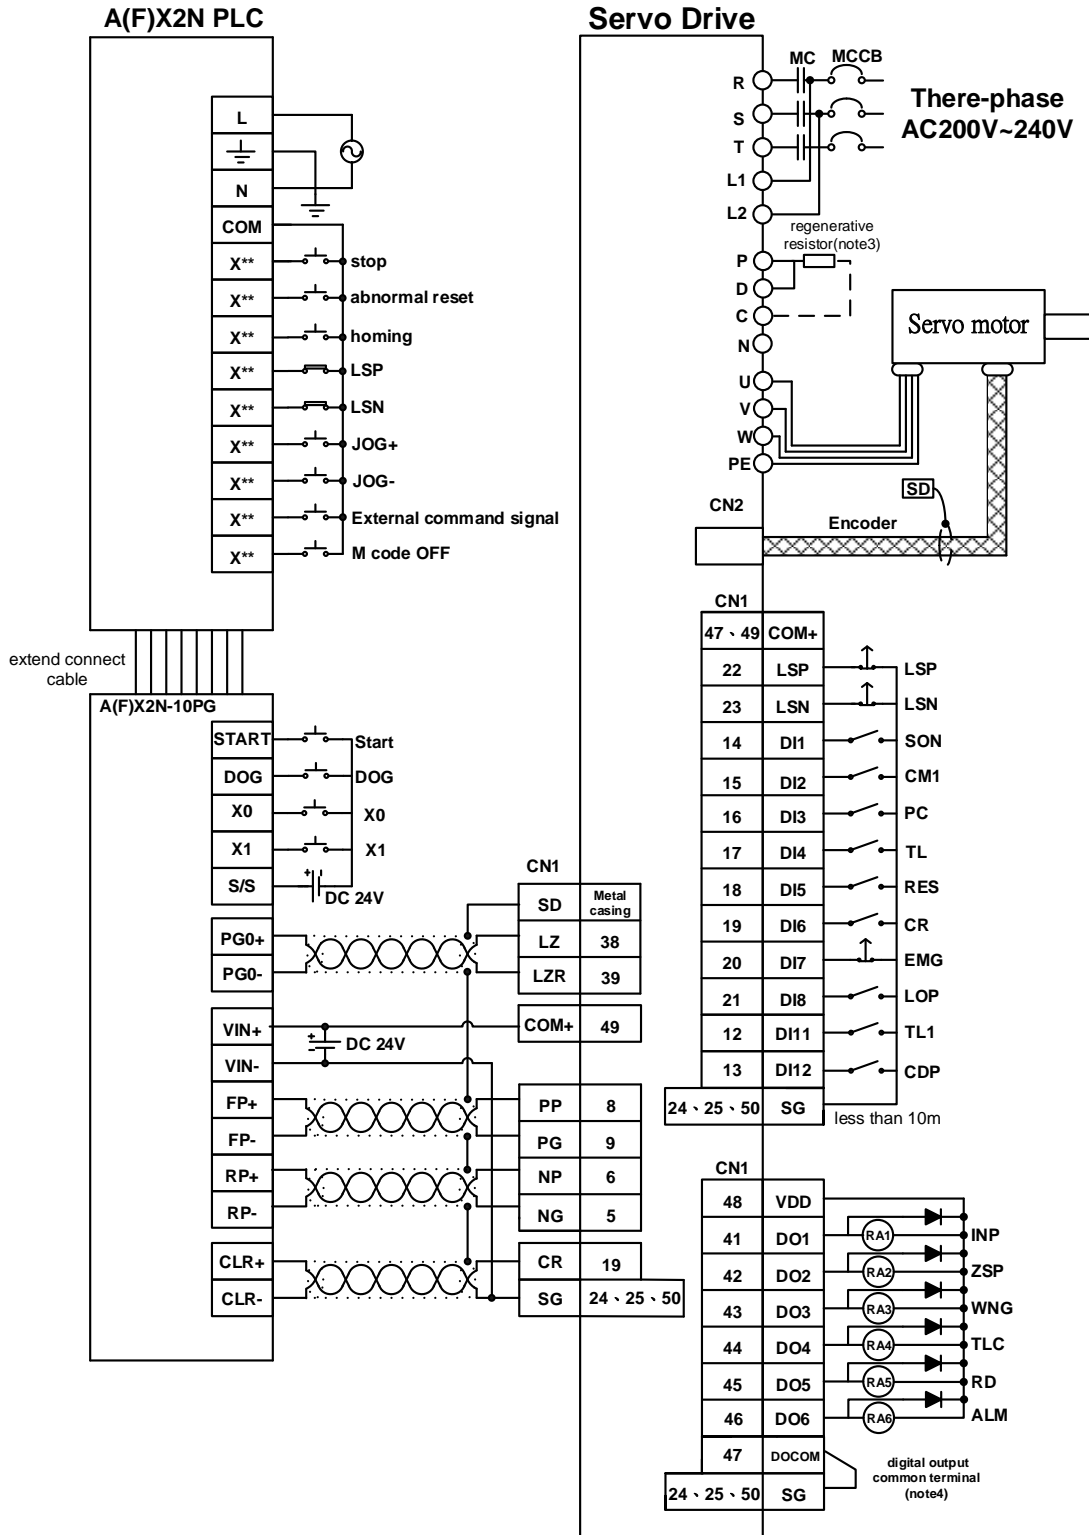 A(F)X2N PLC
L
N
COM
X** stop
X** abnormal reset
X** homing
X** LSP
X** LSN
X** JOG+
X** JOG-
X** External command signal
X** M code OFF
extend connect
cable
A(F)X2N-10PG
START Start
DOG DOG
X0 X0
X1 X1
S/S + DC 24V
PG0+
PG0-
VIN+
+ - DC 24V
VIN-
FP+
FP-
RP+
RP-
CLR+
CLR-
CN1
SD Metal
casing
LZ 38
LZR 39
COM+ 49
PP 8
PG 9
NP 6
NG 5
CR 19
SG 24、25、50
Servo Drive
MC MCCB
R
S
T
L1
L2
There-phase
AC200V~240V
regenerative
resistor(note3)
P
D
C
N
U
V
W
PE
Servo motor
SD
CN2
Encoder
CN1
47、49 COM+
22 LSP LSP
23 LSN LSN
14 DI1 SON
15 DI2 CM1
16 DI3 PC
17 DI4 TL
18 DI5 RES
19 DI6 CR
20 DI7 EMG
21 DI8 LOP
12 DI11 TL1
13 DI12 CDP
24、25、50 SG less than 10m
CN1
48 VDD
41 DO1 RA1 INP
42 DO2 RA2 ZSP
43 DO3 RA3 WNG
44 DO4 RA4 TLC
45 DO5 RA5 RD
46 DO6 RA6 ALM
47 DOCOM
24、25、50 SG
digital output
common terminal
(note4)